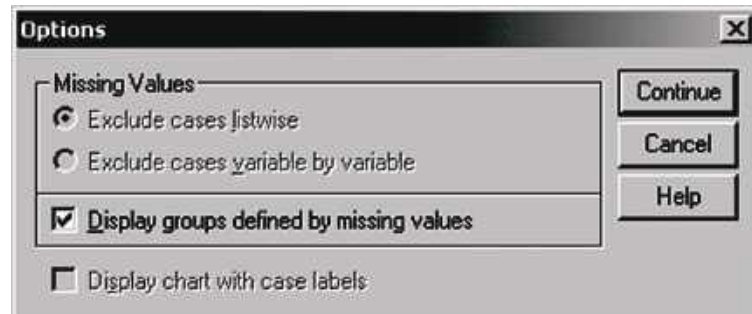 Options
Missing Values
Exclude cases listwise
Exclude cases variable by variable
Display groups defined by missing values
Display chart with case labels
Continue
Cancel
Help